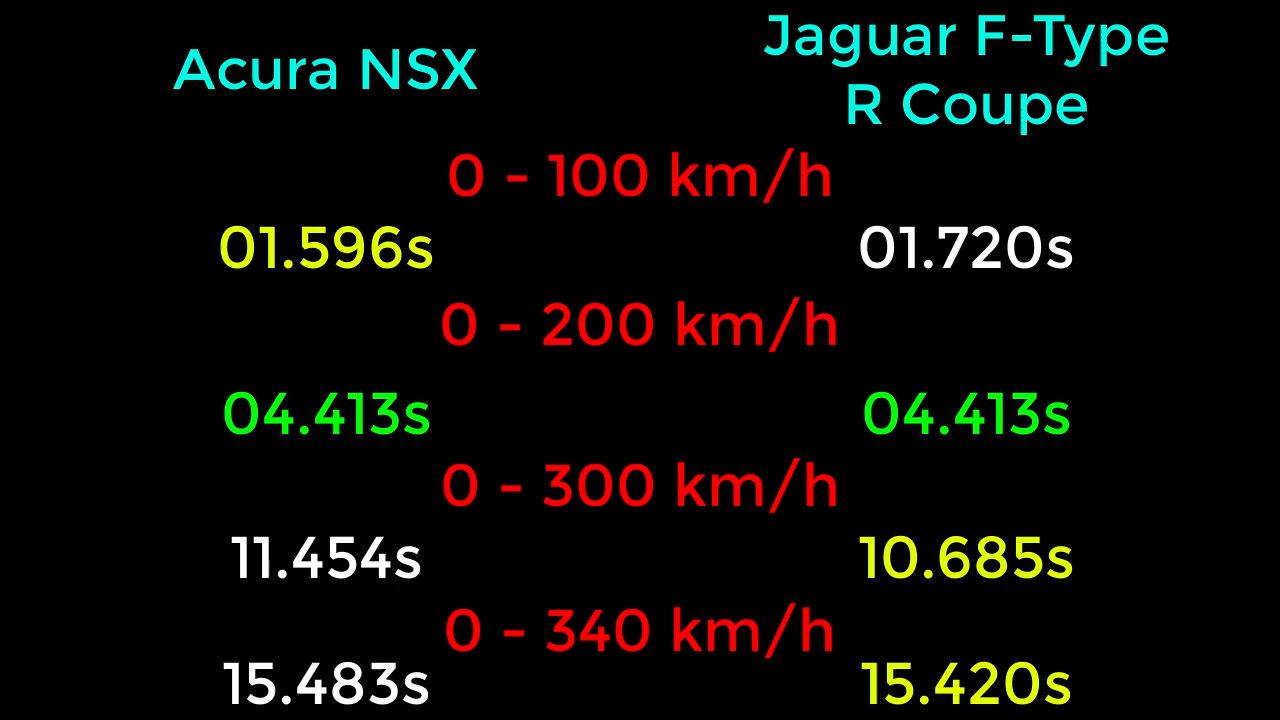 Acura NSX
Jaguar F-Type
R Coupe
0 - 100 km/h
01.596s
01.720s
0 - 200 km/h
04.413s
04.413s
0 - 300 km/h
11.454s
10.685s
0 - 340 km/h
15.483s
15.420s